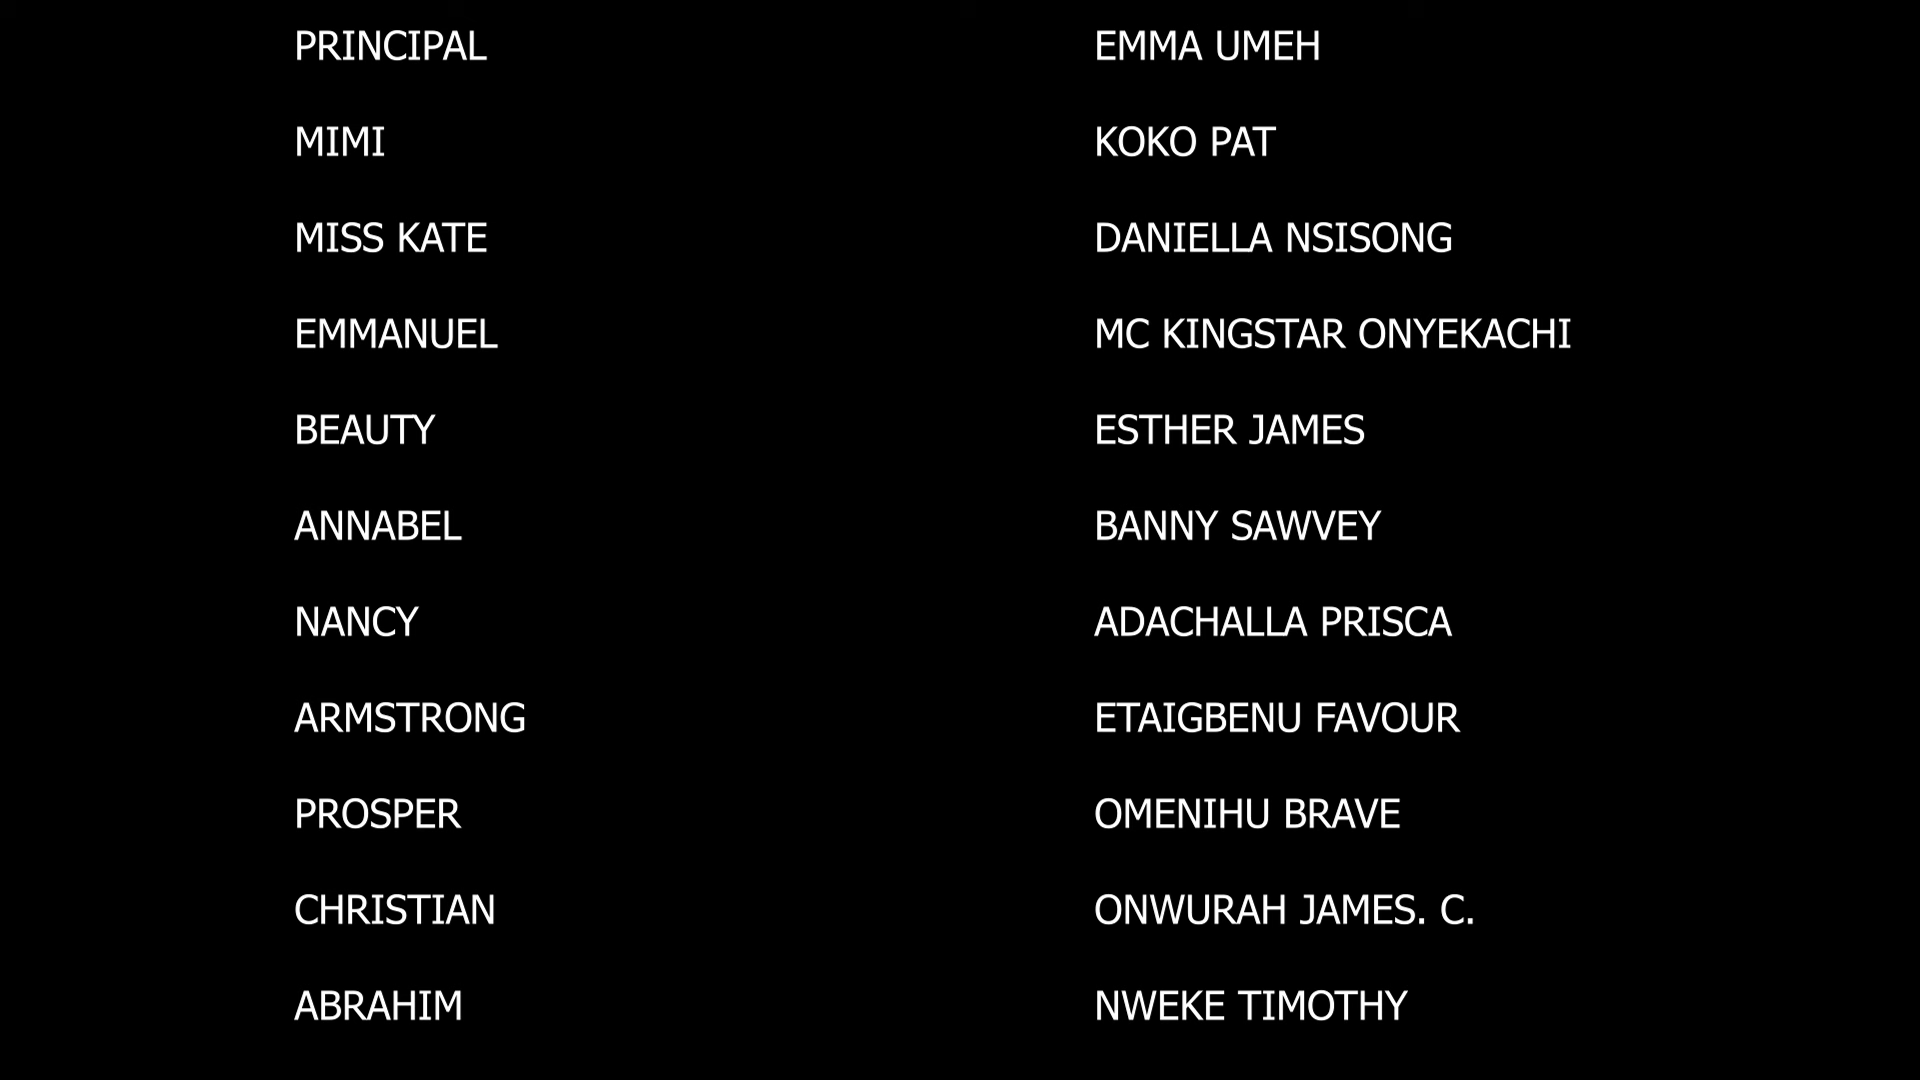 PRINCIPAL EMMA UMEH
MIMI KOKO PAT
MISS KATE DANIELLA NSISONG
EMMANUEL MC KINGSTAR ONYEKACHI
BEAUTY ESTHER JAMES
ANNABEL BANNY SAWVEY
NANCY ADACHALLA PRISCA
ARMSTRONG ETAIGBENU FAVOUR
PROSPER OMENIHU BRAVE
CHRISTIAN ONWURAH JAMES. C.
ABRAHIM NWEKE TIMOTHY